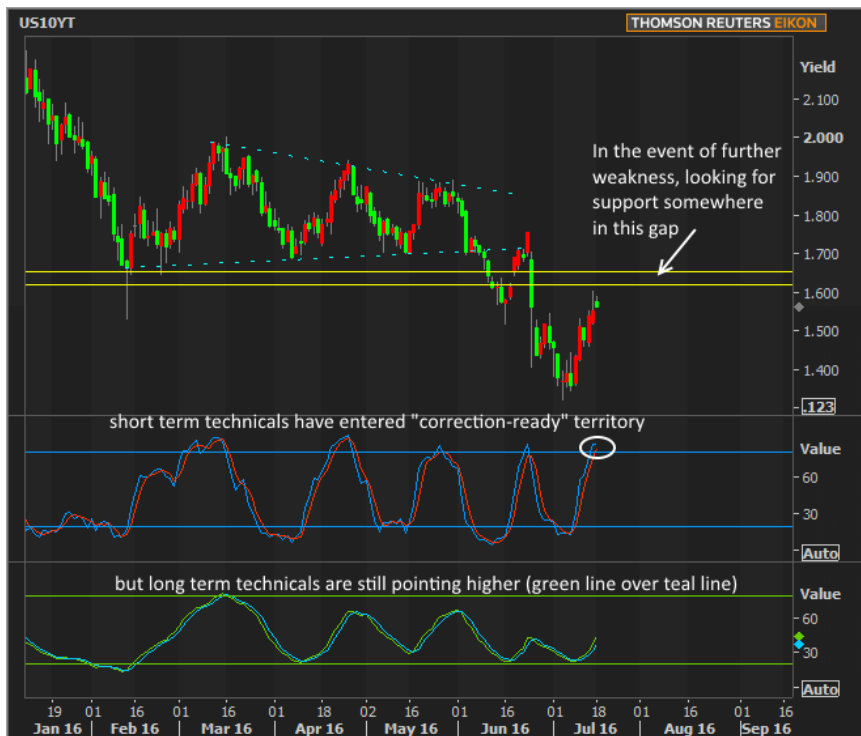 US10YT
THOMSON REUTERS EIKON
Yield
2.100
2.000
1.900
1.800
1.700
1.600
1.500
1.400
.123
In the event of further
weakness, looking for
support somewhere
in this gap
short term technicals have entered "correction-ready" territory
Value
60
30
Auto
but long term technicals are still pointing higher (green line over teal line)
Value
60
30
Auto
19 01 16 01 16 01 18 02 16 01 16 01 18 01 16 01 16
Jan 16 Feb 16 Mar 16 Apr 16 May 16 Jun 16 Jul 16 Aug 16 Sep 16